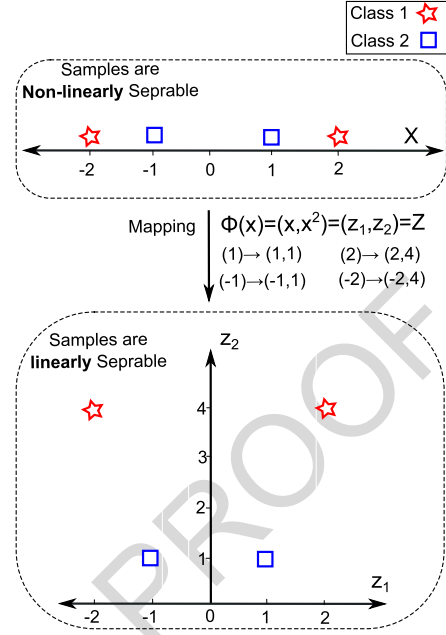 Class 1
Class 2
Samples are
Non-linearly Seprable
X
-2 -1 0 1 2
Mapping
Φ(x)=(x,x²)=(z₁,z₂)=Z
(1)→(1,1) (2)→(2,4)
(-1)→(-1,1) (-2)→(-2,4)
Samples are
linearly Seprable
z₂
4
3
2
1
z₁
-2 -1 0 1 2
PROOF